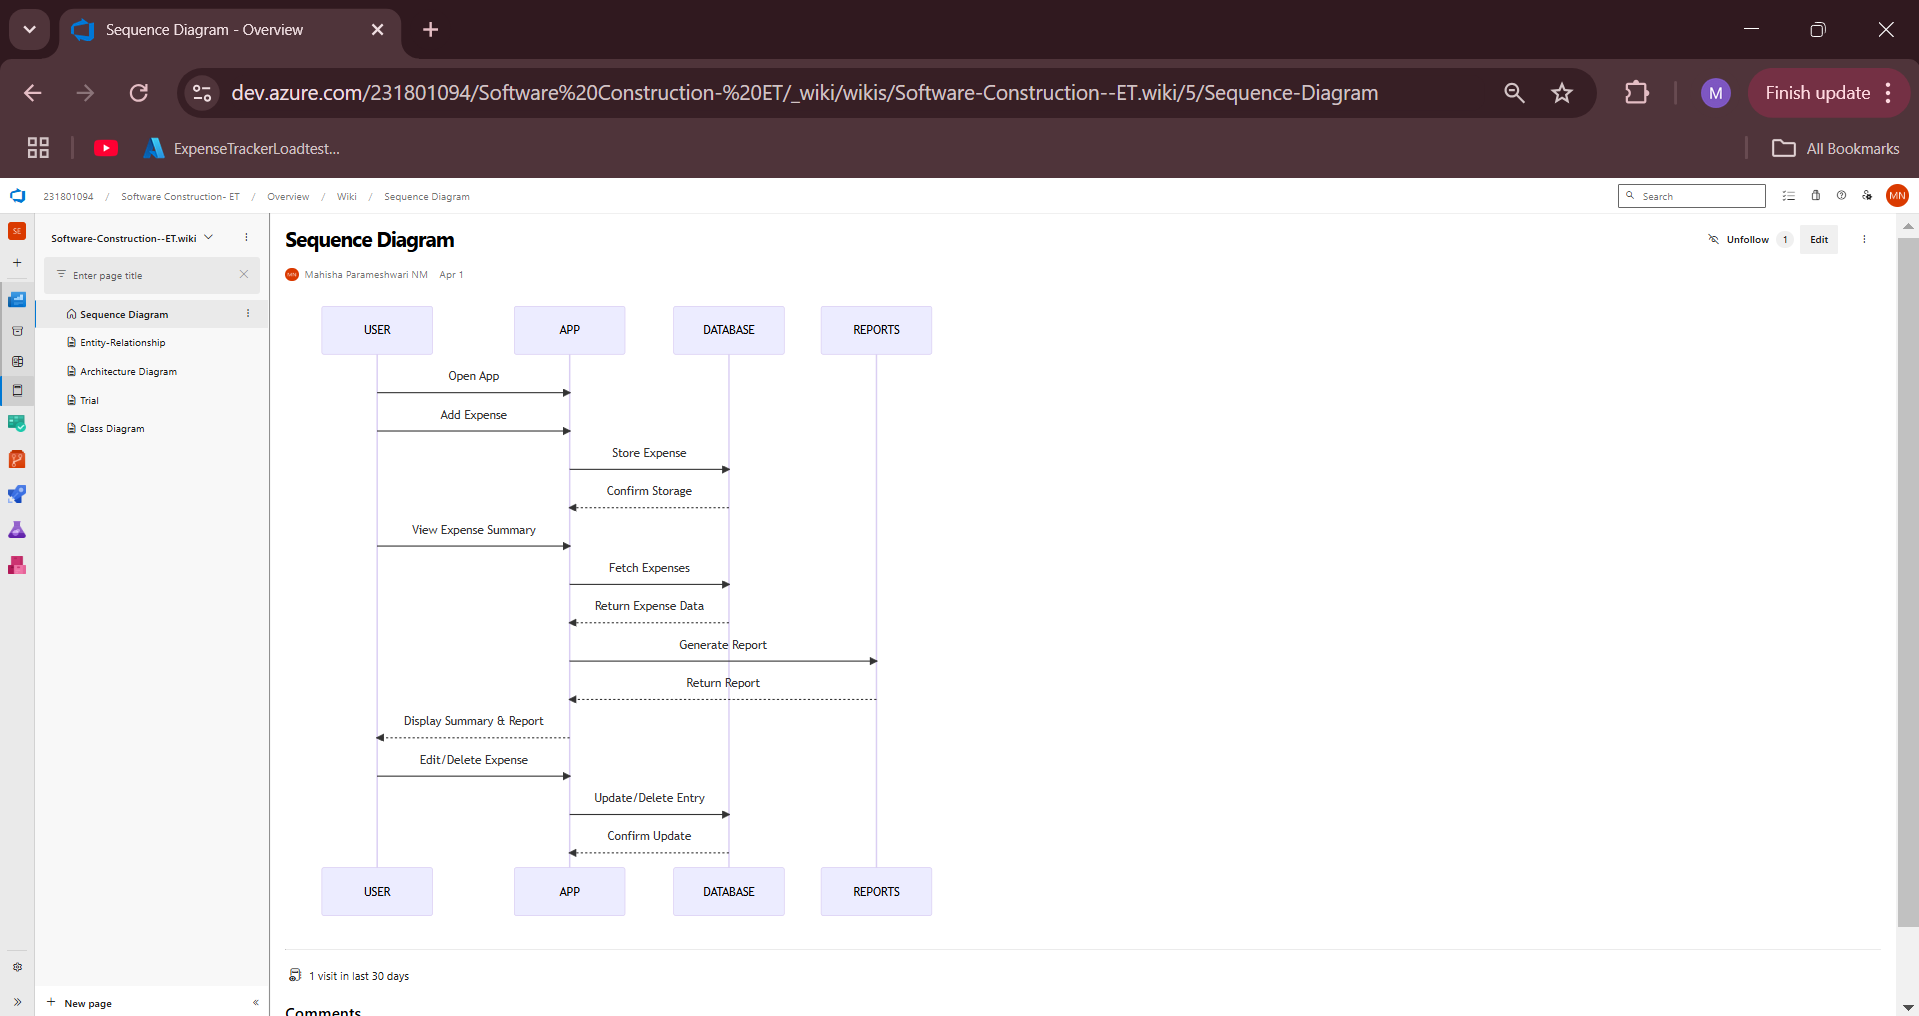 Sequence Diagram - Overview
dev.azure.com/231801094/Software%20Construction-%20ET/_wiki/wikis/Software-Construction--ET.wiki/5/Sequence-Diagram
M
Finish update
ExpenseTrackerLoadtest...
All Bookmarks
231801094 / Software Construction- ET / Overview / Wiki / Sequence Diagram
Search
MN
SE
Software-Construction--ET.wiki
Enter page title
Sequence Diagram
Entity-Relationship
Architecture Diagram
Trial
Class Diagram
New page
Sequence Diagram
Unfollow 1
Edit
MN Mahisha Parameshwari NM Apr 1
USER APP DATABASE REPORTS
Open App
Add Expense
Store Expense
Confirm Storage
View Expense Summary
Fetch Expenses
Return Expense Data
Generate Report
Return Report
Display Summary & Report
Edit/Delete Expense
Update/Delete Entry
Confirm Update
USER APP DATABASE REPORTS
1 visit in last 30 days
Comments